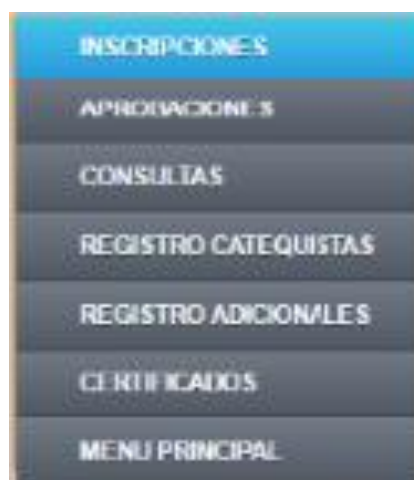 INSCRIPCIONES
APROBACIONES
CONSULTAS
REGISTRO CATEQUISTAS
REGISTRO ADICIONALES
CERTIFICADOS
MENU PRINCIPAL